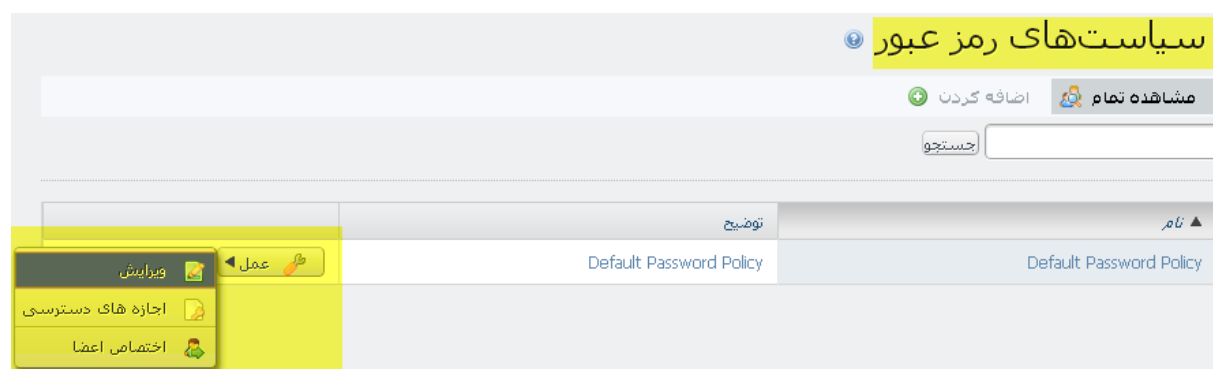 سیاست‌های رمز عبور
مشاهده تمام اضافه کردن
جستجو
نام توضیح
Default Password Policy Default Password Policy عمل
ویرایش
اجازه های دسترسی
اختصاص اعضا